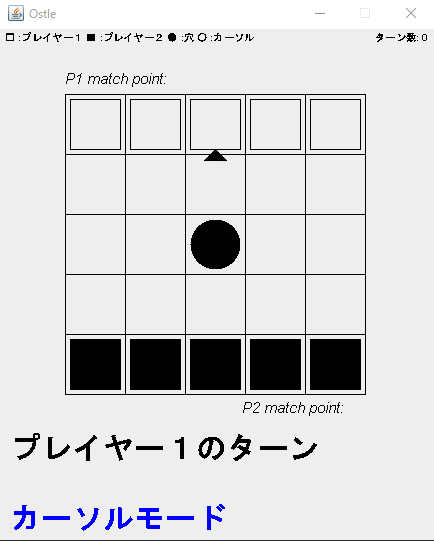 Ostle
□ :プレイヤー１ ■ :プレイヤー２ ● :穴 ○ :カーソル ターン数: 0
P1 match point:
P2 match point:
プレイヤー１のターン
カーソルモード